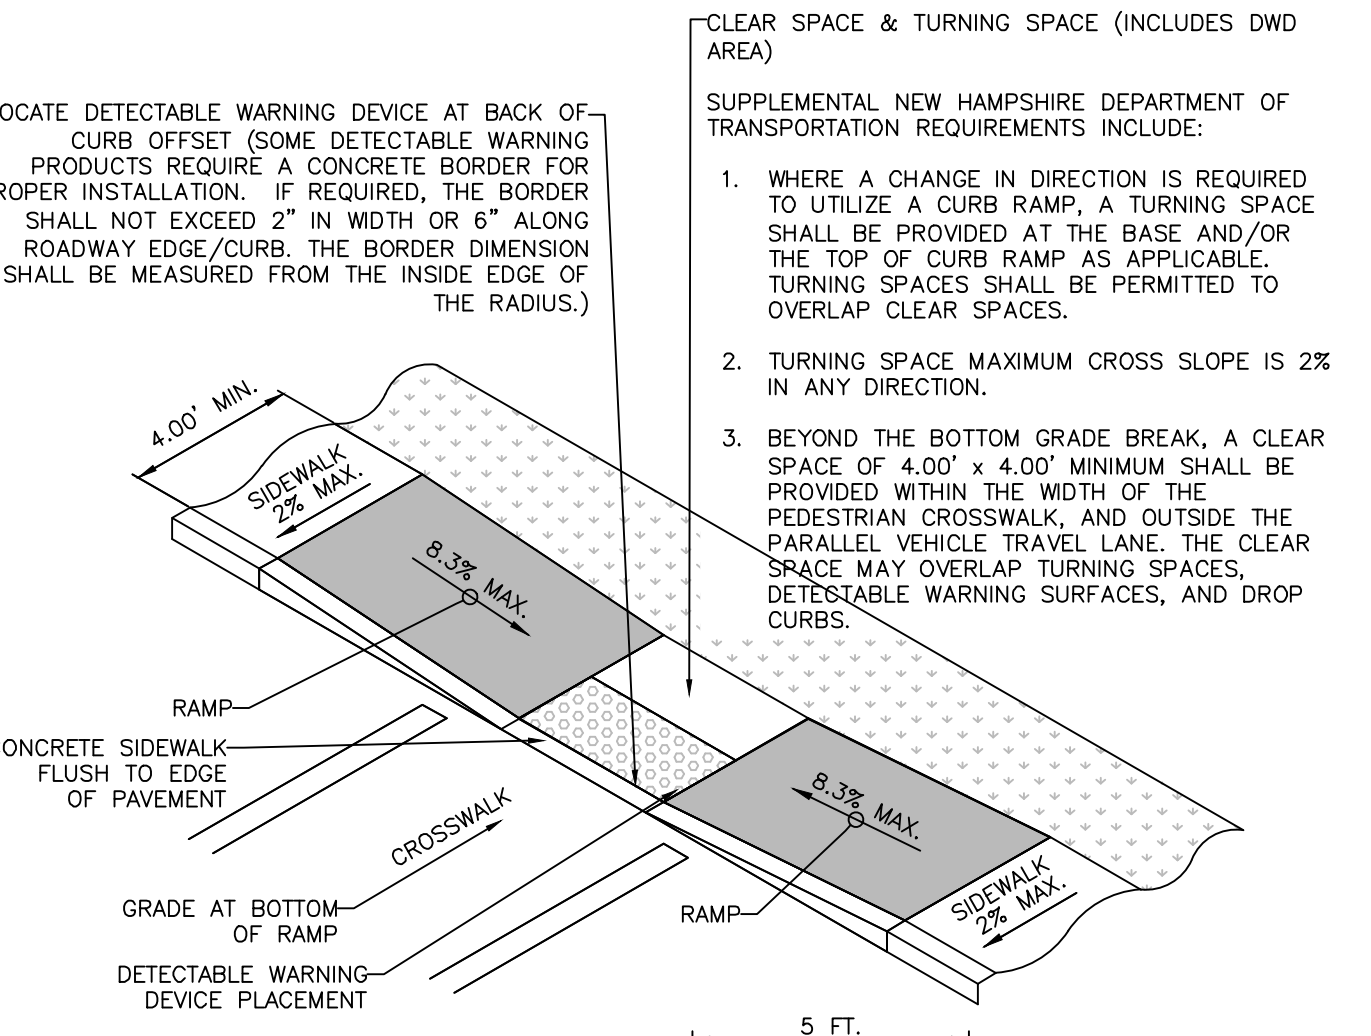 CLEAR SPACE & TURNING SPACE (INCLUDES DWD
AREA)
OCATE DETECTABLE WARNING DEVICE AT BACK OF
CURB OFFSET (SOME DETECTABLE WARNING
PRODUCTS REQUIRE A CONCRETE BORDER FOR
ROPER INSTALLATION. IF REQUIRED, THE BORDER
SHALL NOT EXCEED 2" IN WIDTH OR 6" ALONG
ROADWAY EDGE/CURB. THE BORDER DIMENSION
SHALL BE MEASURED FROM THE INSIDE EDGE OF
THE RADIUS.)
SUPPLEMENTAL NEW HAMPSHIRE DEPARTMENT OF
TRANSPORTATION REQUIREMENTS INCLUDE:
1. WHERE A CHANGE IN DIRECTION IS REQUIRED
TO UTILIZE A CURB RAMP, A TURNING SPACE
SHALL BE PROVIDED AT THE BASE AND/OR
THE TOP OF CURB RAMP AS APPLICABLE.
TURNING SPACES SHALL BE PERMITTED TO
OVERLAP CLEAR SPACES.
2. TURNING SPACE MAXIMUM CROSS SLOPE IS 2%
IN ANY DIRECTION.
3. BEYOND THE BOTTOM GRADE BREAK, A CLEAR
SPACE OF 4.00' x 4.00' MINIMUM SHALL BE
PROVIDED WITHIN THE WIDTH OF THE
PEDESTRIAN CROSSWALK, AND OUTSIDE THE
PARALLEL VEHICLE TRAVEL LANE. THE CLEAR
SPACE MAY OVERLAP TURNING SPACES,
DETECTABLE WARNING SURFACES, AND DROP
CURBS.
4.00' MIN.
SIDEWALK
2% MAX.
8.3% MAX.
RAMP
ONCRETE SIDEWALK
FLUSH TO EDGE
OF PAVEMENT
CROSSWALK
8.3% MAX.
GRADE AT BOTTOM
OF RAMP
RAMP
SIDEWALK
2% MAX.
DETECTABLE WARNING
DEVICE PLACEMENT
5 FT.